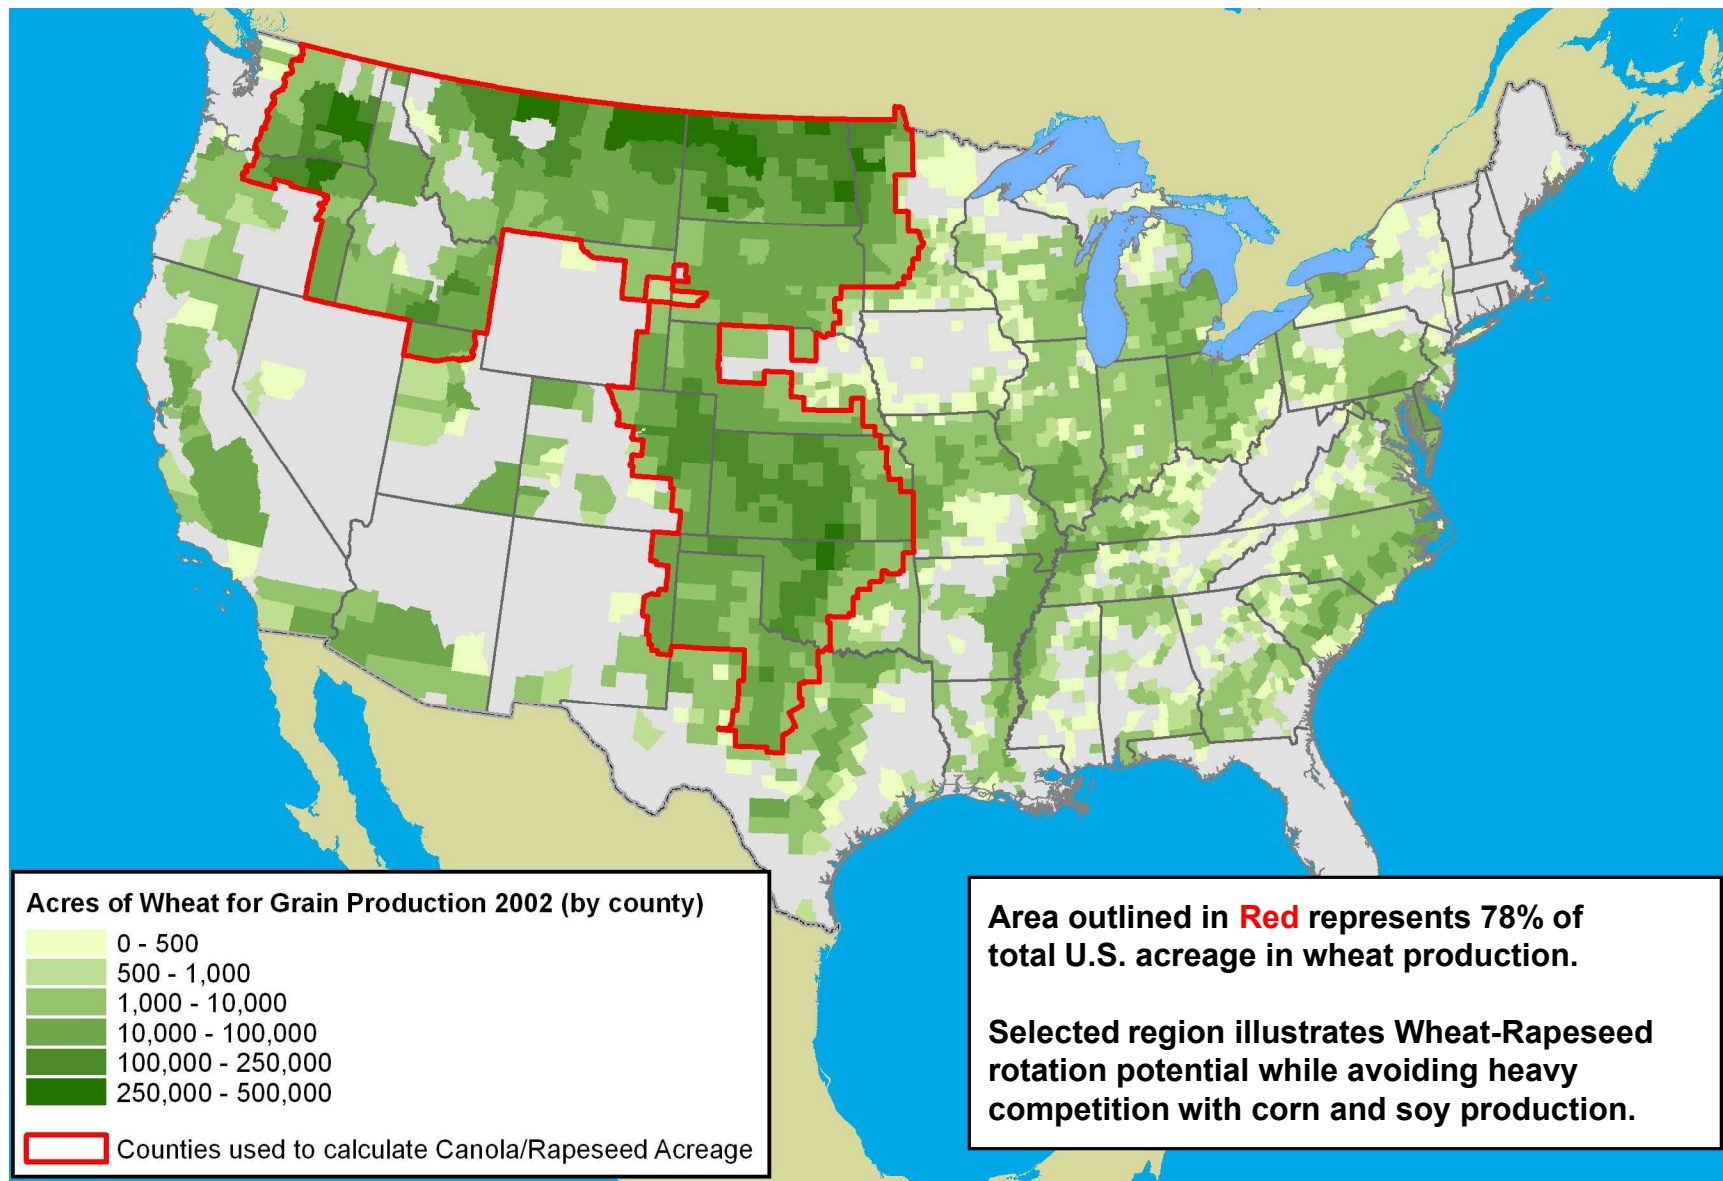 Acres of Wheat for Grain Production 2002 (by county)
0 - 500
500 - 1,000
1,000 - 10,000
10,000 - 100,000
100,000 - 250,000
250,000 - 500,000
Counties used to calculate Canola/Rapeseed Acreage
Area outlined in Red represents 78% of
total U.S. acreage in wheat production.
Selected region illustrates Wheat-Rapeseed
rotation potential while avoiding heavy
competition with corn and soy production.